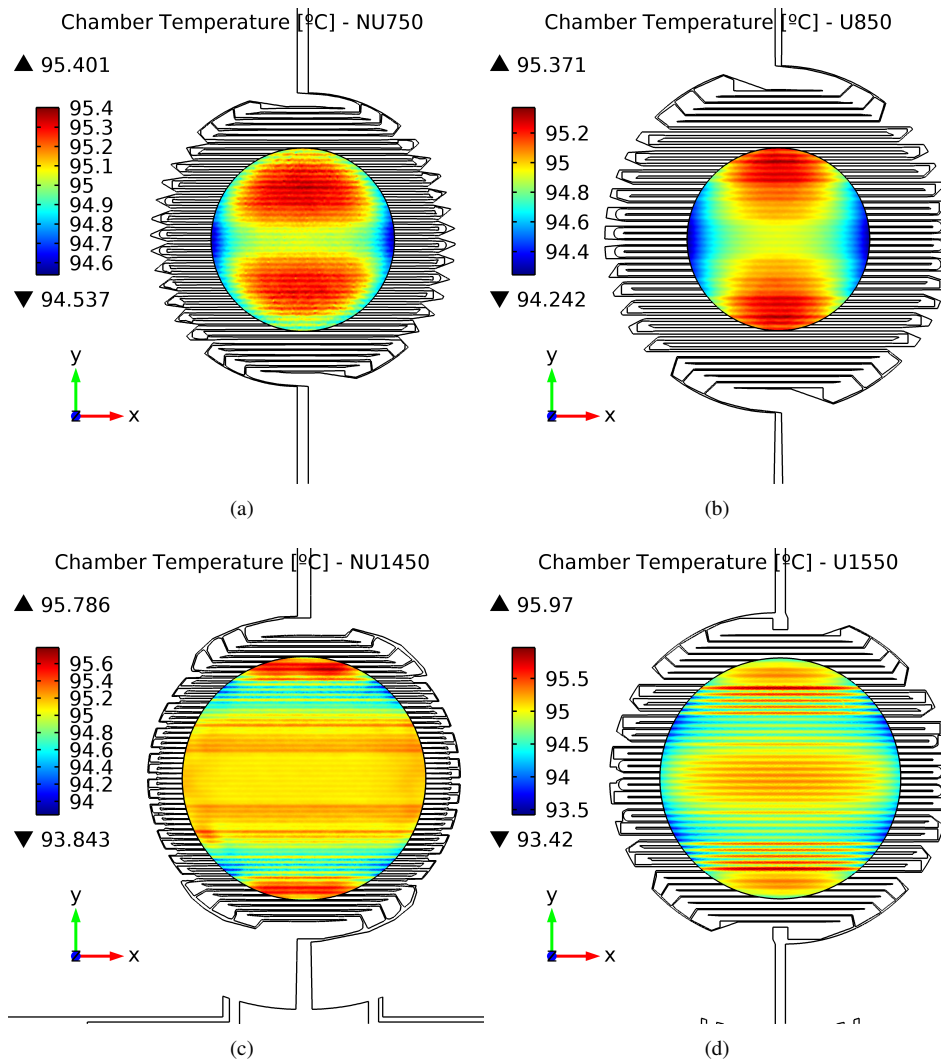 Chamber Temperature [ºC] - NU750
▲ 95.401
95.4
95.3
95.2
95.1
95
94.9
94.8
94.7
94.6
▼ 94.537
y
x
z
(a)
Chamber Temperature [ºC] - U850
▲ 95.371
95.2
95
94.8
94.6
94.4
▼ 94.242
y
x
z
(b)
Chamber Temperature [ºC] - NU1450
▲ 95.786
95.6
95.4
95.2
95
94.8
94.6
94.4
94.2
94
▼ 93.843
y
x
z
(c)
Chamber Temperature [ºC] - U1550
▲ 95.97
95.5
95
94.5
94
93.5
▼ 93.42
y
x
z
(d)